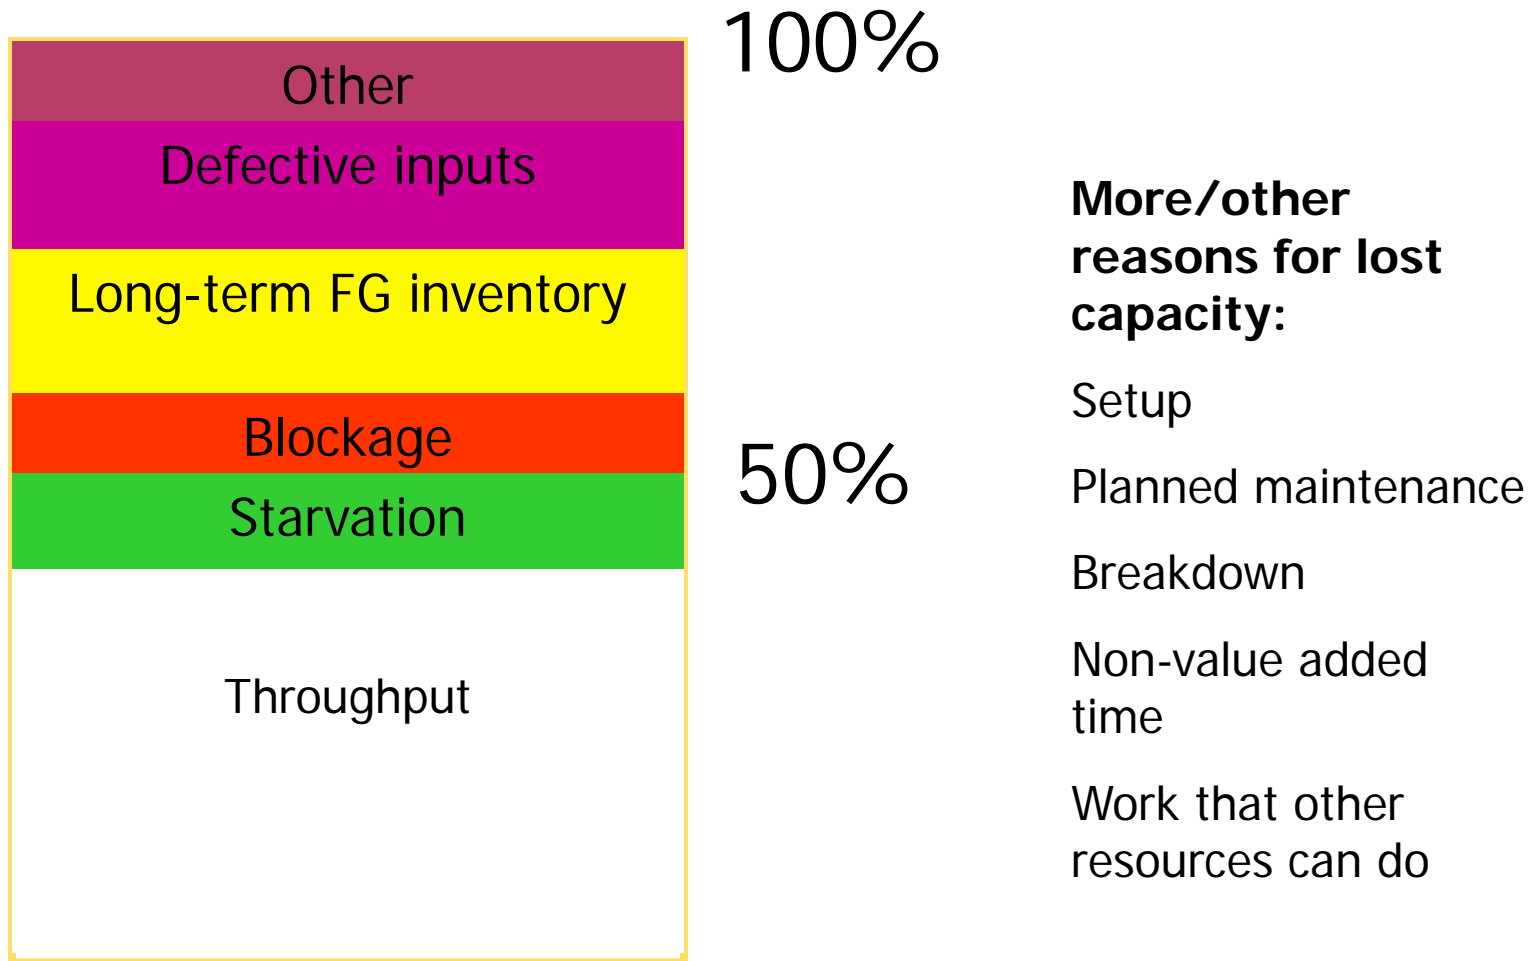 100%
Other
Defective inputs
Long-term FG inventory
Blockage
50%
Starvation
Throughput
More/other
reasons for lost
capacity:
Setup
Planned maintenance
Breakdown
Non-value added
time
Work that other
resources can do